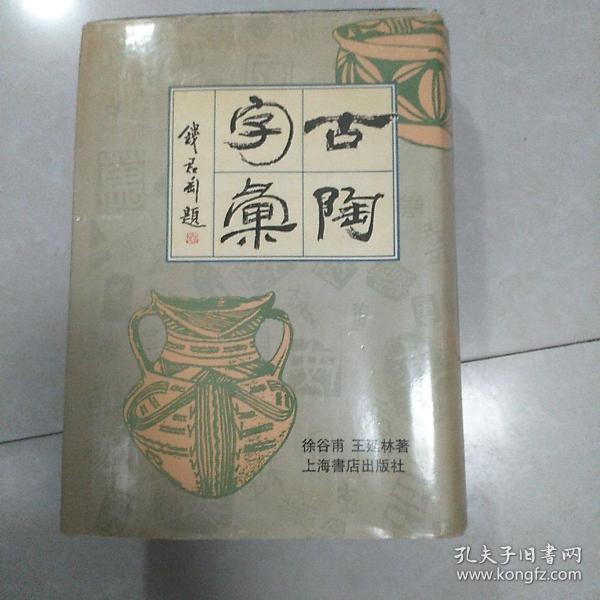 古陶
字彙
錢君匋題
徐谷甫 王延林著
上海書店出版社
孔夫子旧书网
www.kongfz.com